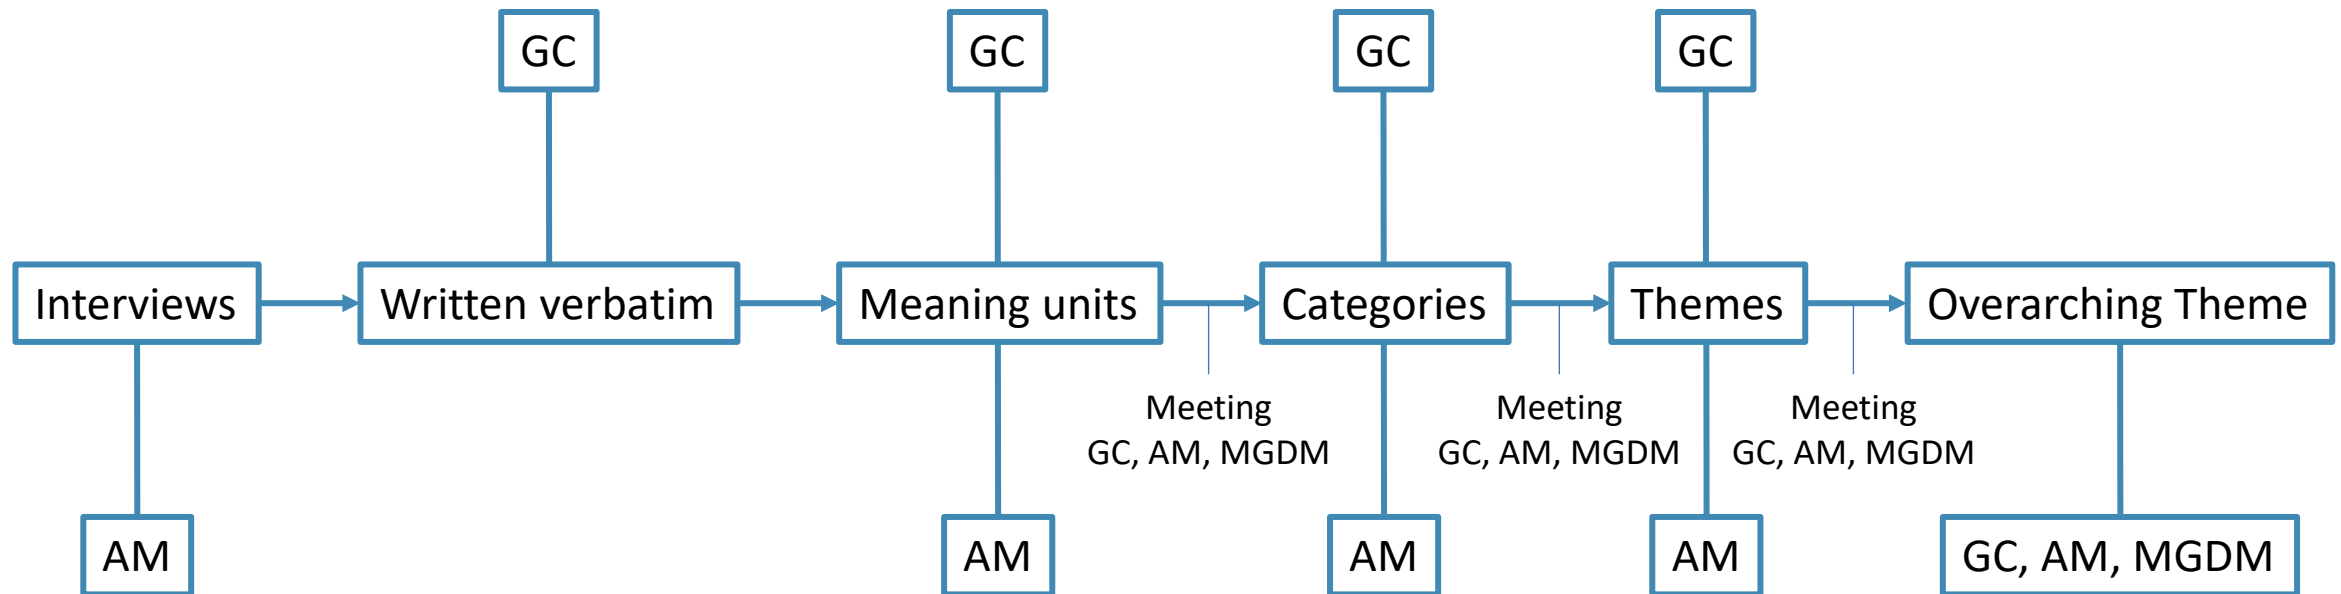 GC
GC
GC
GC
Interviews
Written verbatim
Meaning units
Categories
Themes
Overarching Theme
Meeting
GC, AM, MGDM
Meeting
GC, AM, MGDM
Meeting
GC, AM, MGDM
AM
AM
AM
AM
GC, AM, MGDM